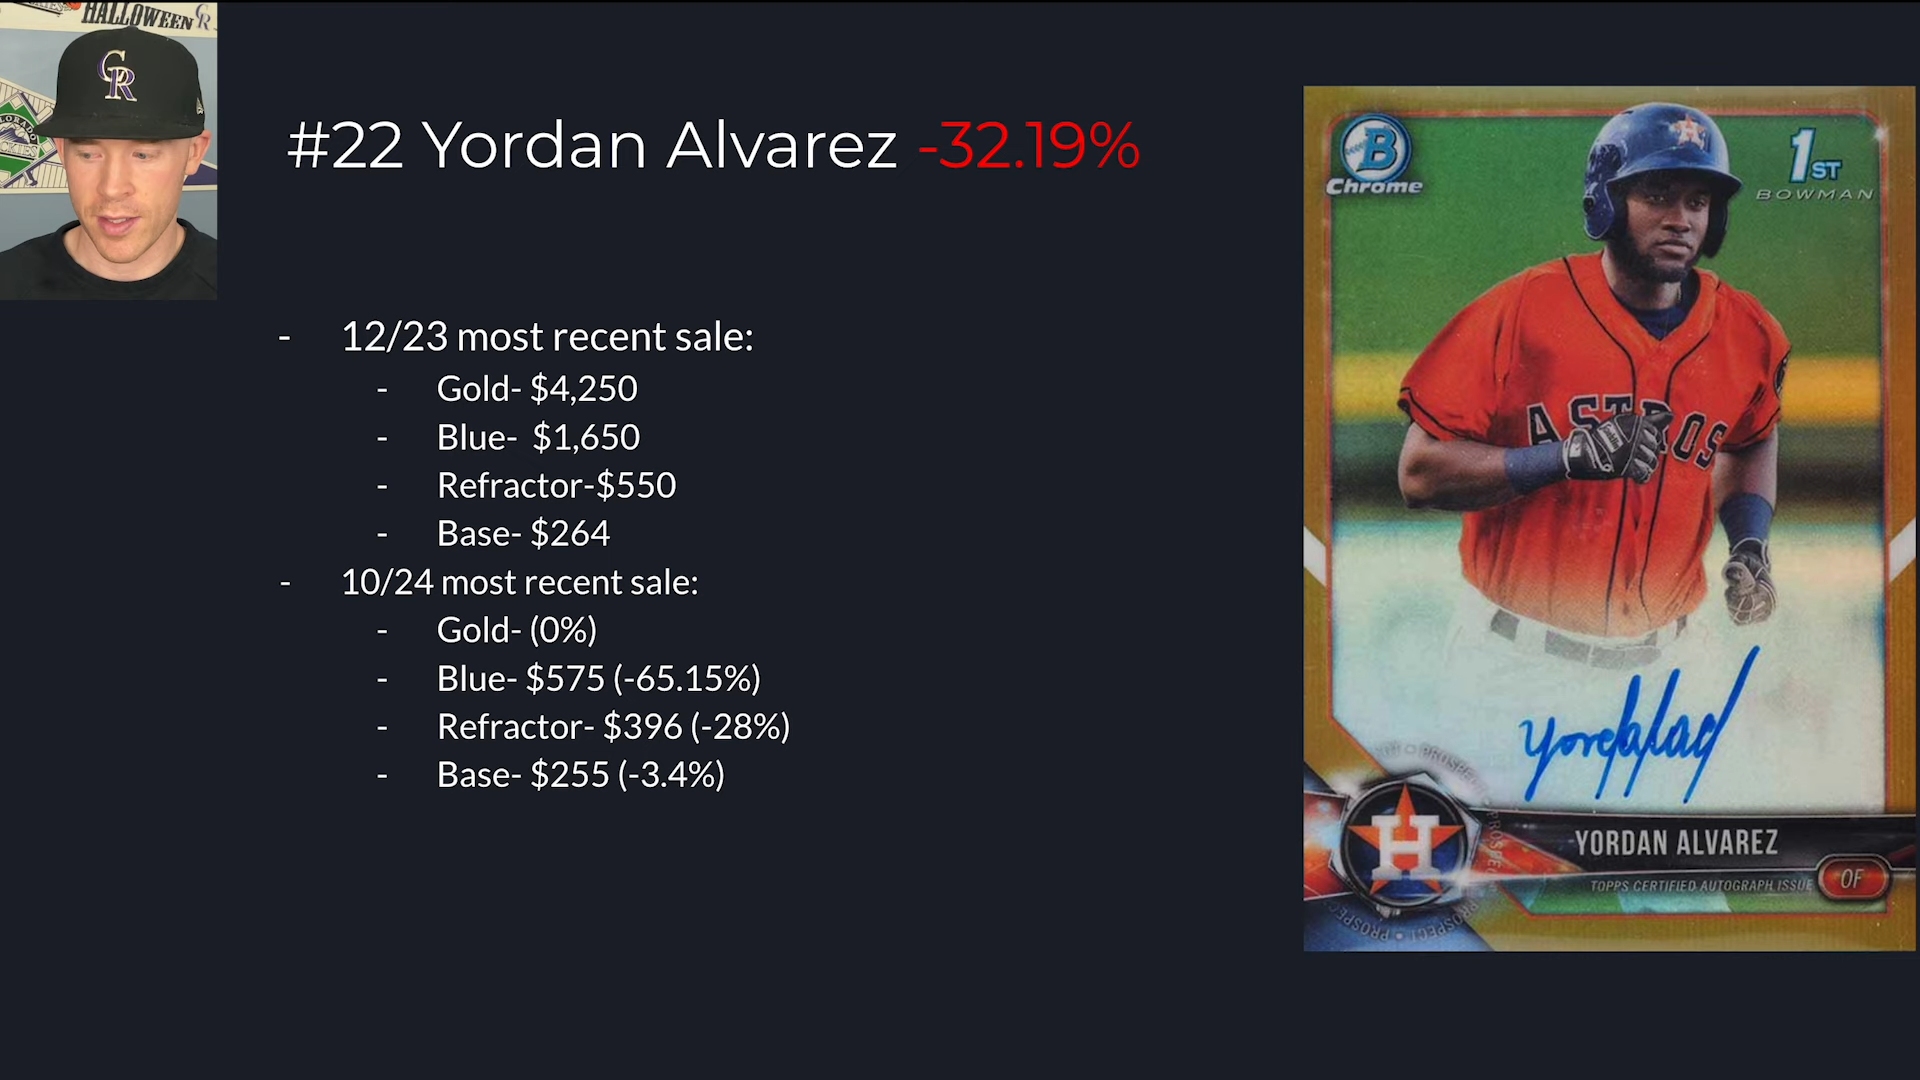 HALLOWEEN
CR
CR
#22 Yordan Alvarez -32.19%
- 12/23 most recent sale:
- Gold- $4,250
- Blue- $1,650
- Refractor-$550
- Base- $264
- 10/24 most recent sale:
- Gold- (0%)
- Blue- $575 (-65.15%)
- Refractor- $396 (-28%)
- Base- $255 (-3.4%)
B
Chrome
1ST
BOWMAN
ASTROS
H
PROSPECT
YORDAN ALVAREZ
TOPPS CERTIFIED AUTOGRAPH ISSUE
OF